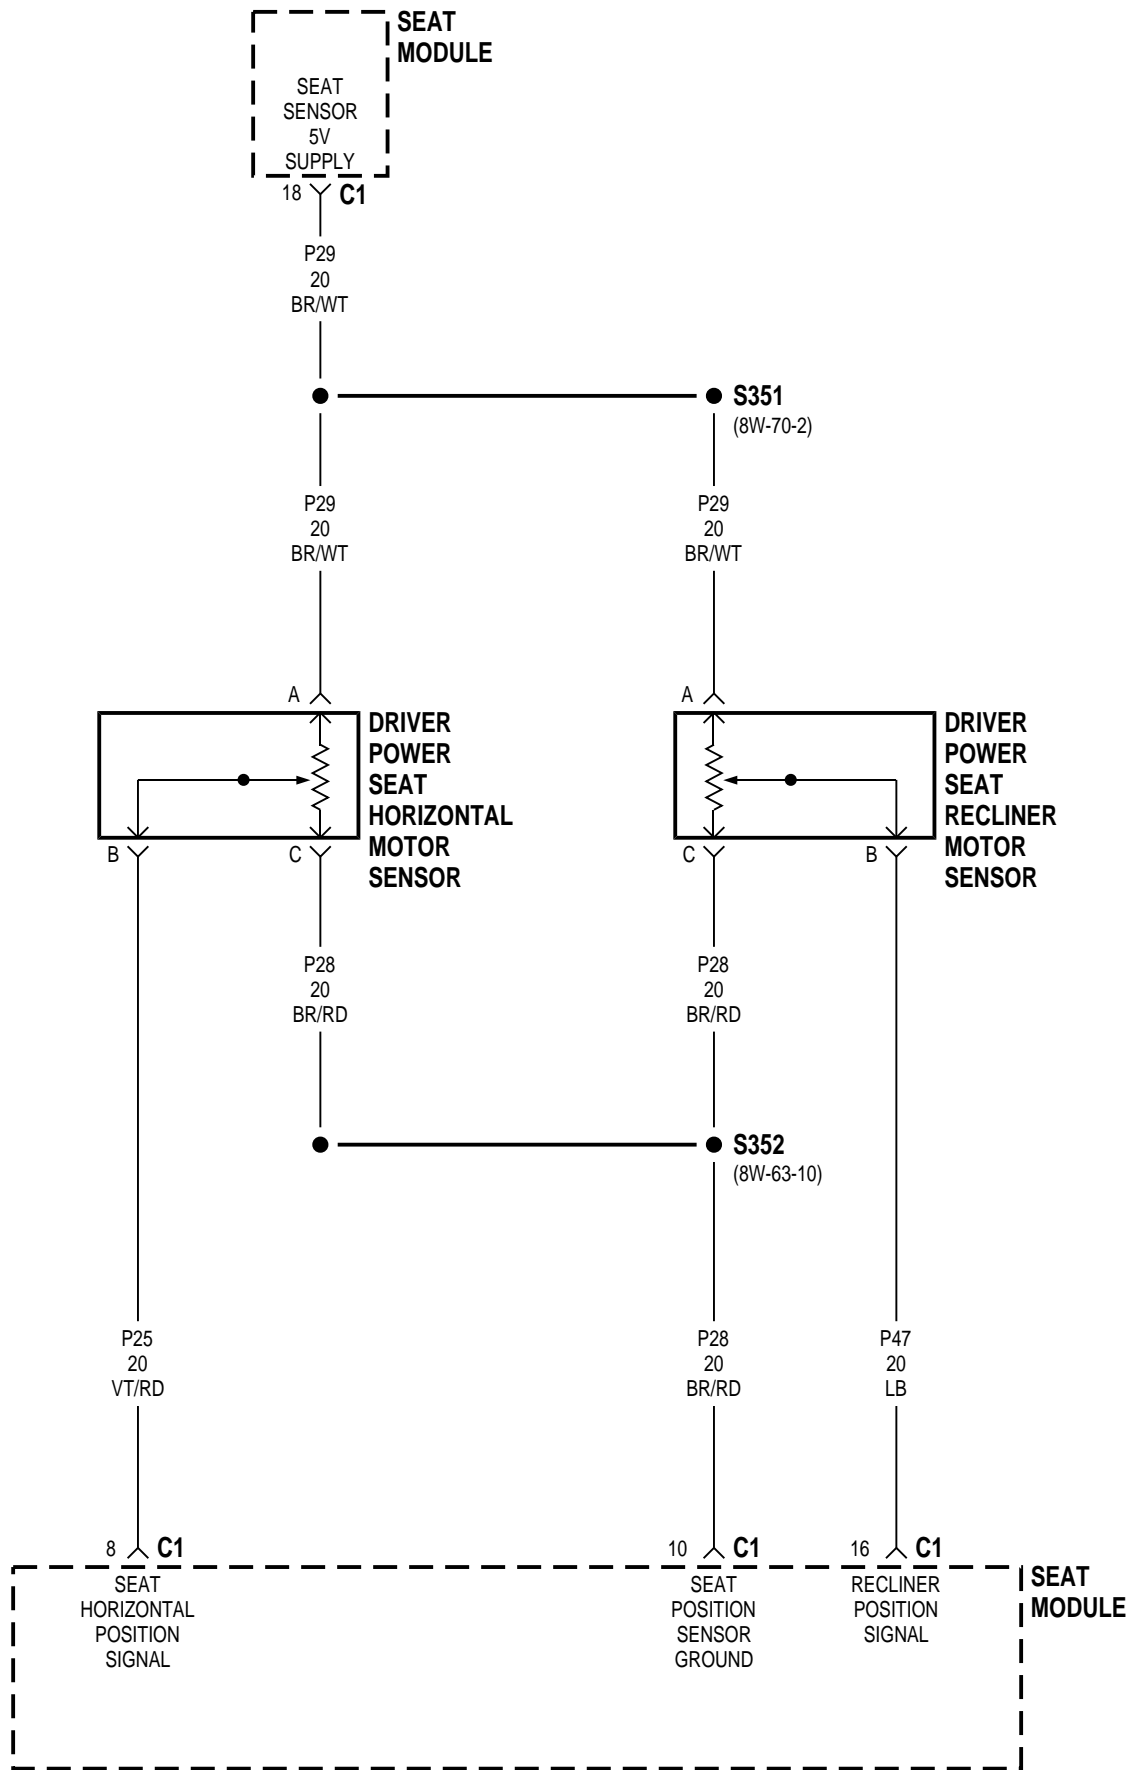 SEAT
MODULE
SEAT
SENSOR
5V
SUPPLY
18
C1
P29
20
BR/WT
S351
(8W-70-2)
P29
20
BR/WT
P29
20
BR/WT
A
A
DRIVER
POWER
SEAT
HORIZONTAL
MOTOR
SENSOR
DRIVER
POWER
SEAT
RECLINER
MOTOR
SENSOR
B
C
C
B
P28
20
BR/RD
P28
20
BR/RD
S352
(8W-63-10)
P25
20
VT/RD
P28
20
BR/RD
P47
20
LB
8
C1
10
C1
16
C1
SEAT
HORIZONTAL
POSITION
SIGNAL
SEAT
POSITION
SENSOR
GROUND
RECLINER
POSITION
SIGNAL
SEAT
MODULE